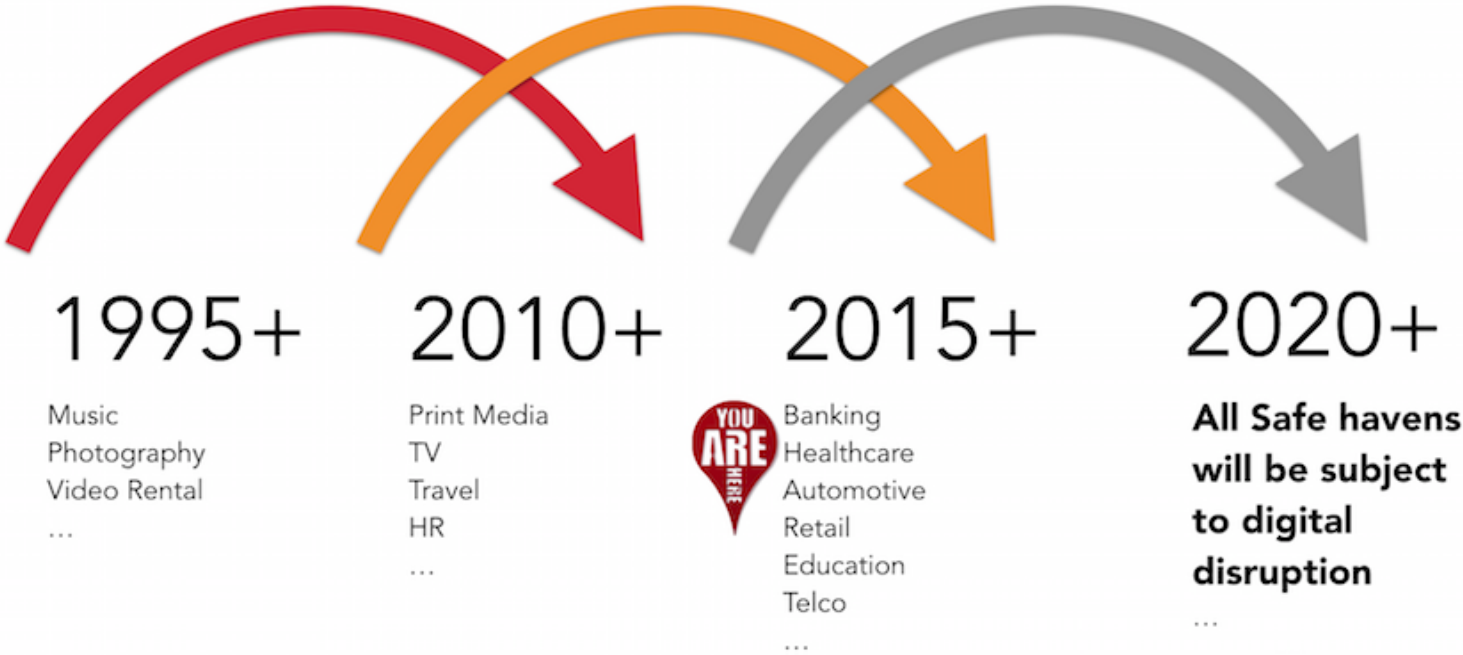 1995+
Music
Photography
Video Rental
...
2010+
Print Media
TV
Travel
HR
...
2015+
YOU
ARE
HERE
Banking
Healthcare
Automotive
Retail
Education
Telco
...
2020+
All Safe havens
will be subject
to digital
disruption
...